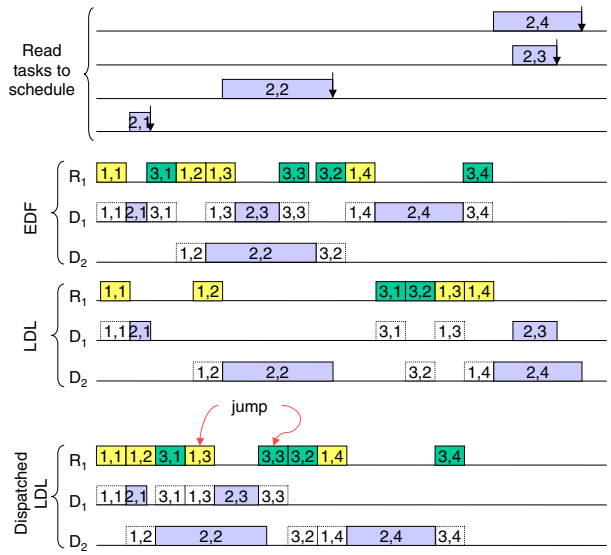 2,4
Read
tasks to
schedule
2,3
2,2
2,1
EDF
R1 1,1 3,1 1,2 1,3 3,3 3,2 1,4 3,4
D1 1,1 2,1 3,1 1,3 2,3 3,3 1,4 2,4 3,4
D2 1,2 2,2 3,2
LDL
R1 1,1 1,2 3,1 3,2 1,3 1,4
D1 1,1 2,1 3,1 1,3 2,3
D2 1,2 2,2 3,2 1,4 2,4
jump
Dispatched
LDL
R1 1,1 1,2 3,1 1,3 3,3 3,2 1,4 3,4
D1 1,1 2,1 3,1 1,3 2,3 3,3
D2 1,2 2,2 3,2 1,4 2,4 3,4